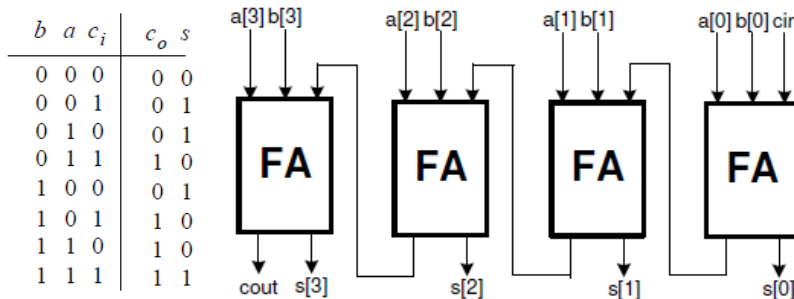 b a c_i c_o s
0 0 0 0 0
0 0 1 0 1
0 1 0 0 1
0 1 1 1 0
1 0 0 0 1
1 0 1 1 0
1 1 0 1 0
1 1 1 1 1
a[3] b[3] a[2] b[2] a[1] b[1] a[0] b[0] cin
FA FA FA FA
cout s[3] s[2] s[1] s[0]